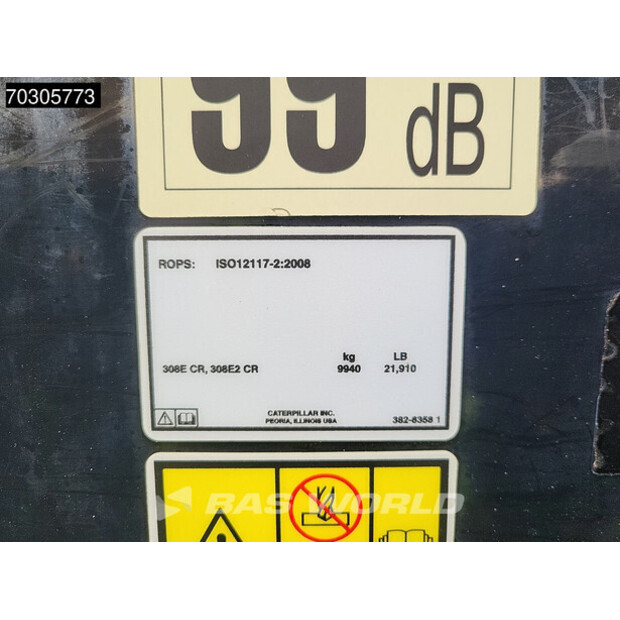 70305773
99
dB
ROPS: ISO12117-2:2008
kg LB
308E CR, 308E2 CR 9940 21,910
CATERPILLAR INC.
PEORIA, ILLINOIS USA
382-8358 1
BAS WORLD